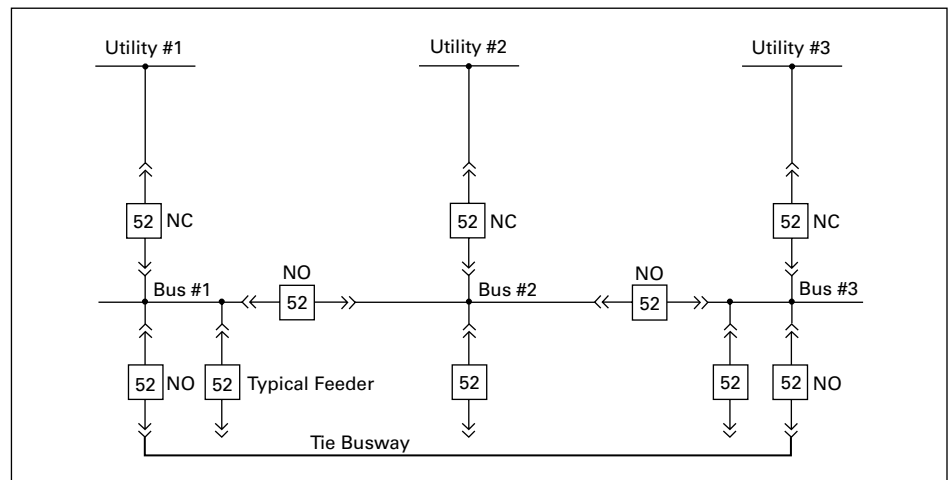 Utility #1
Utility #2
Utility #3
52 NC
52 NC
52 NC
NO
NO
Bus #1
52
Bus #2
52
Bus #3
52 NO
52 Typical Feeder
52
52
52 NO
Tie Busway